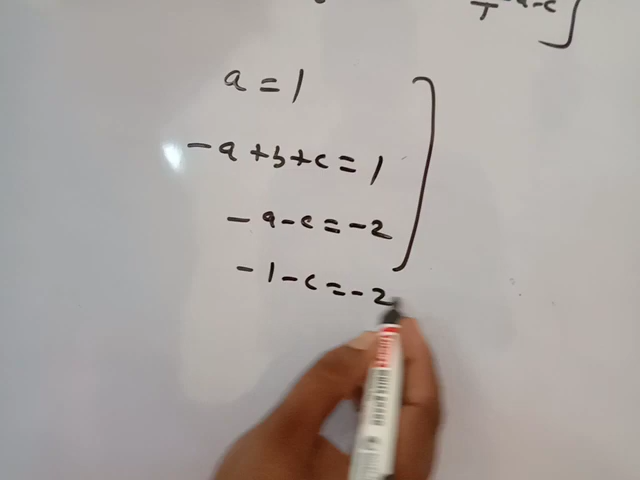 T^-a-c ]
a = 1
-a+b+c = 1
-a-c = -2
-1-c = -2